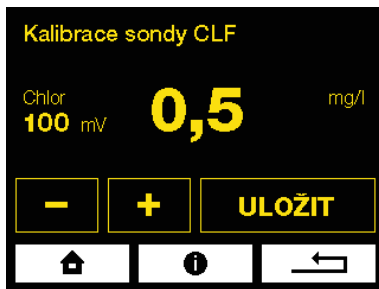 Kalibrace sondy CLF
Chlor
100 mV
0,5
mg/l
− +
ULOŽIT